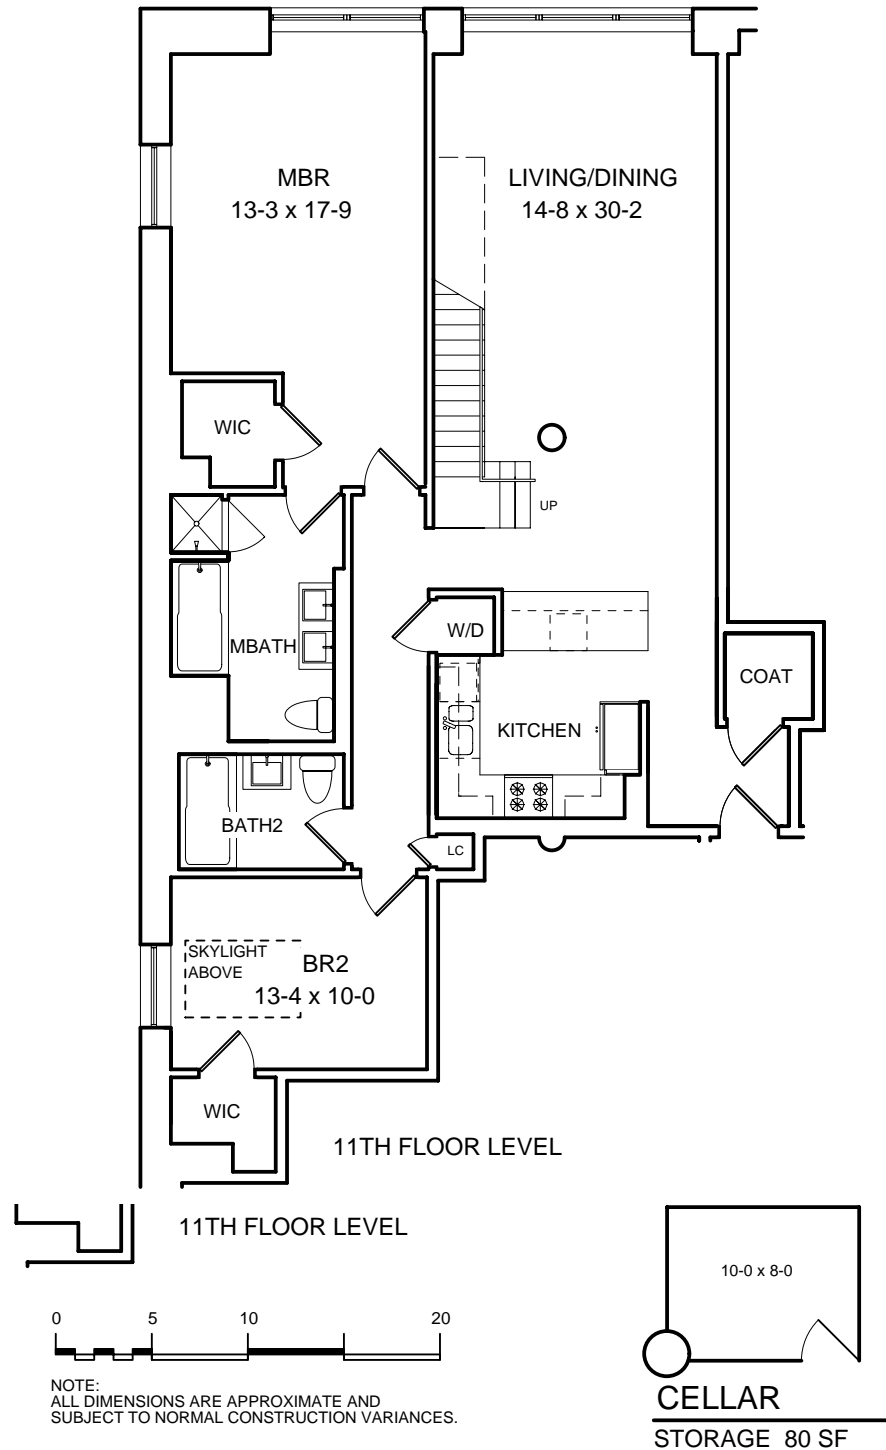 MBR
13-3 x 17-9
LIVING/DINING
14-8 x 30-2
WIC
UP
W/D
MBATH
COAT
KITCHEN
BATH2
LC
SKYLIGHT
ABOVE
BR2
13-4 x 10-0
WIC
11TH FLOOR LEVEL
11TH FLOOR LEVEL
10-0 x 8-0
0 5 10 20
NOTE:
ALL DIMENSIONS ARE APPROXIMATE AND
SUBJECT TO NORMAL CONSTRUCTION VARIANCES.
CELLAR
STORAGE 80 SF